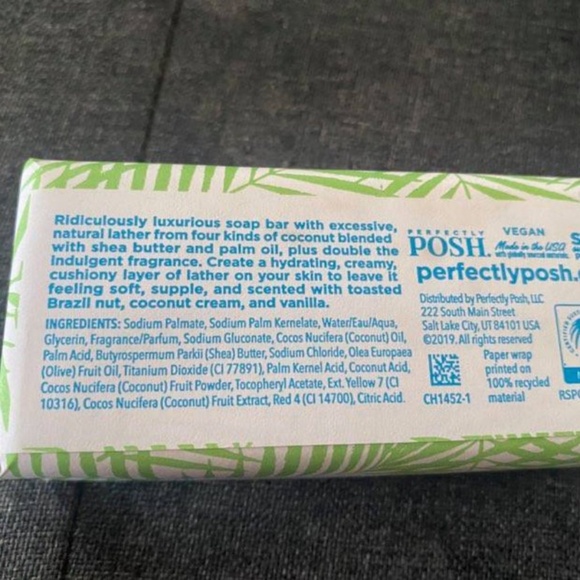 Ridiculously luxurious soap bar with excessive,
natural lather from four kinds of coconut blended
with shea butter and palm oil, plus double the
indulgent fragrance. Create a hydrating, creamy,
cushiony layer of lather on your skin to leave it
feeling soft, supple, and scented with toasted
Brazil nut, coconut cream, and vanilla.
INGREDIENTS: Sodium Palmate, Sodium Palm Kernelate, Water/Eau/Aqua,
Glycerin, Fragrance/Parfum, Sodium Gluconate, Cocos Nucifera (Coconut) Oil,
Palm Acid, Butyrospermum Parkii (Shea) Butter, Sodium Chloride, Olea Europaea
(Olive) Fruit Oil, Titanium Dioxide (CI 77891), Palm Kernel Acid, Coconut Acid,
Cocos Nucifera (Coconut) Fruit Powder, Tocopheryl Acetate, Ext. Yellow 7 (CI
10316), Cocos Nucifera (Coconut) Fruit Extract, Red 4 (CI 14700), Citric Acid.
PERFECTLY
POSH.
VEGAN
Made in the USA
with globally sourced materials.
perfectlyposh.
Distributed by Perfectly Posh, LLC
222 South Main Street
Salt Lake City, UT 84101 USA
©2019. All rights reserved
CH1452-1
Paper wrap
printed on
100% recycled
material
RSPO